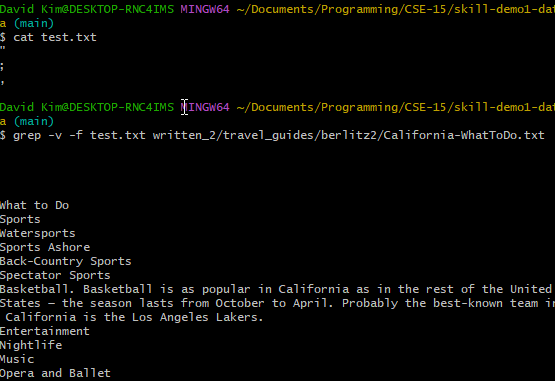 David Kim@DESKTOP-RNC4IMS MINGW64 ~/Documents/Programming/CSE-15/skill-demo1-dat
a (main)
$ cat test.txt
"
;
,
David Kim@DESKTOP-RNC4IMS MINGW64 ~/Documents/Programming/CSE-15/skill-demo1-dat
a (main)
$ grep -v -f test.txt written_2/travel_guides/berlitz2/California-WhatToDo.txt
What to Do
Sports
Watersports
Sports Ashore
Back-Country Sports
Spectator Sports
Basketball. Basketball is as popular in California as in the rest of the United
States — the season lasts from October to April. Probably the best-known team in
California is the Los Angeles Lakers.
Entertainment
Nightlife
Music
Opera and Ballet